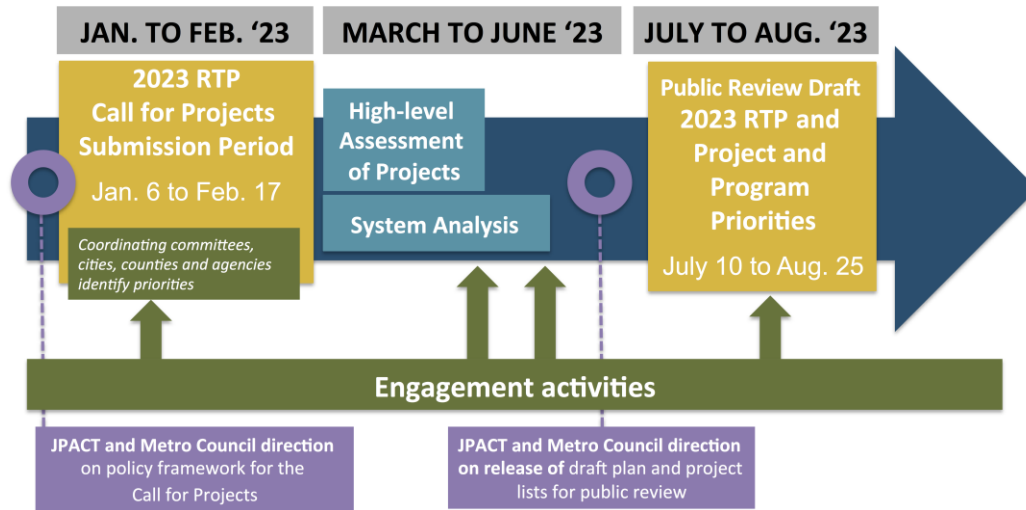 JAN. TO FEB. ‘23
MARCH TO JUNE ‘23
JULY TO AUG. ‘23
2023 RTP
Call for Projects
Submission Period
Jan. 6 to Feb. 17
Coordinating committees,
cities, counties and agencies
identify priorities
High-level
Assessment
of Projects
System Analysis
Public Review Draft
2023 RTP and
Project and
Program
Priorities
July 10 to Aug. 25
Engagement activities
JPACT and Metro Council direction
on policy framework for the
Call for Projects
JPACT and Metro Council direction
on release of draft plan and project
lists for public review